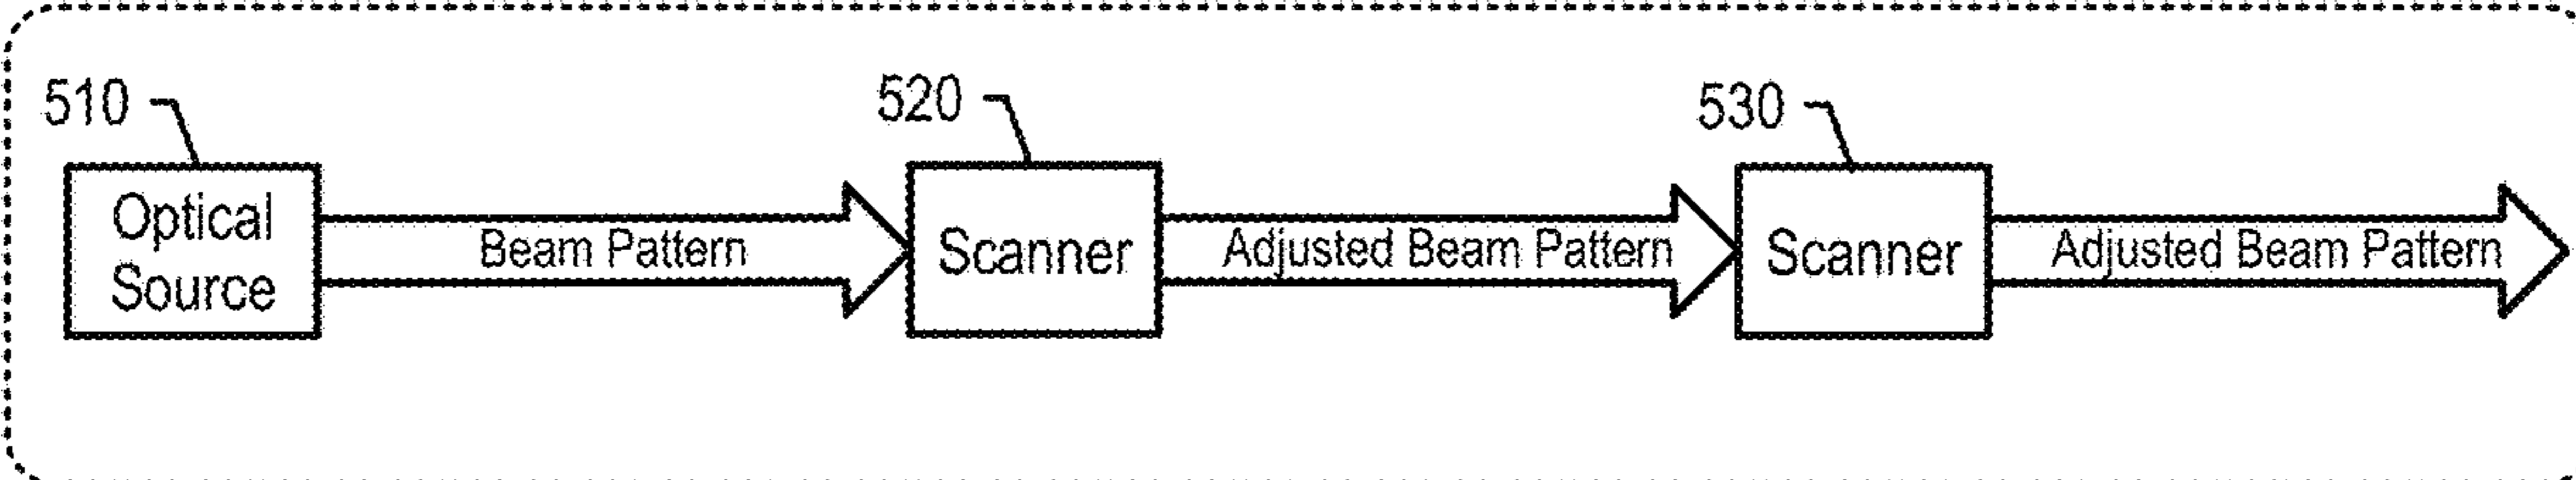 510
520
530
Optical
Source
Beam Pattern
Scanner
Adjusted Beam Pattern
Scanner
Adjusted Beam Pattern